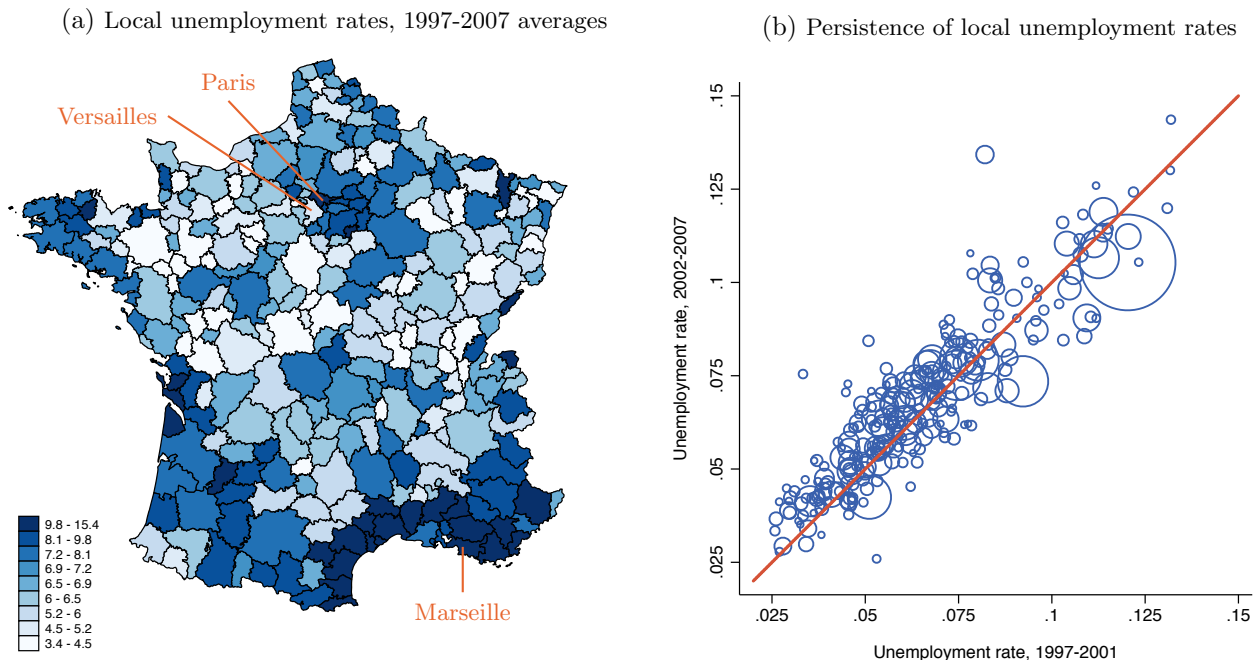 (a) Local unemployment rates, 1997-2007 averages
Paris
Versailles
Marseille
9.8 - 15.4
8.1 - 9.8
7.2 - 8.1
6.9 - 7.2
6.5 - 6.9
6 - 6.5
5.2 - 6
4.5 - 5.2
3.4 - 4.5
(b) Persistence of local unemployment rates
Unemployment rate, 2002-2007
.15
.125
.1
.075
.05
.025
.025
.05
.075
.1
.125
.15
Unemployment rate, 1997-2001